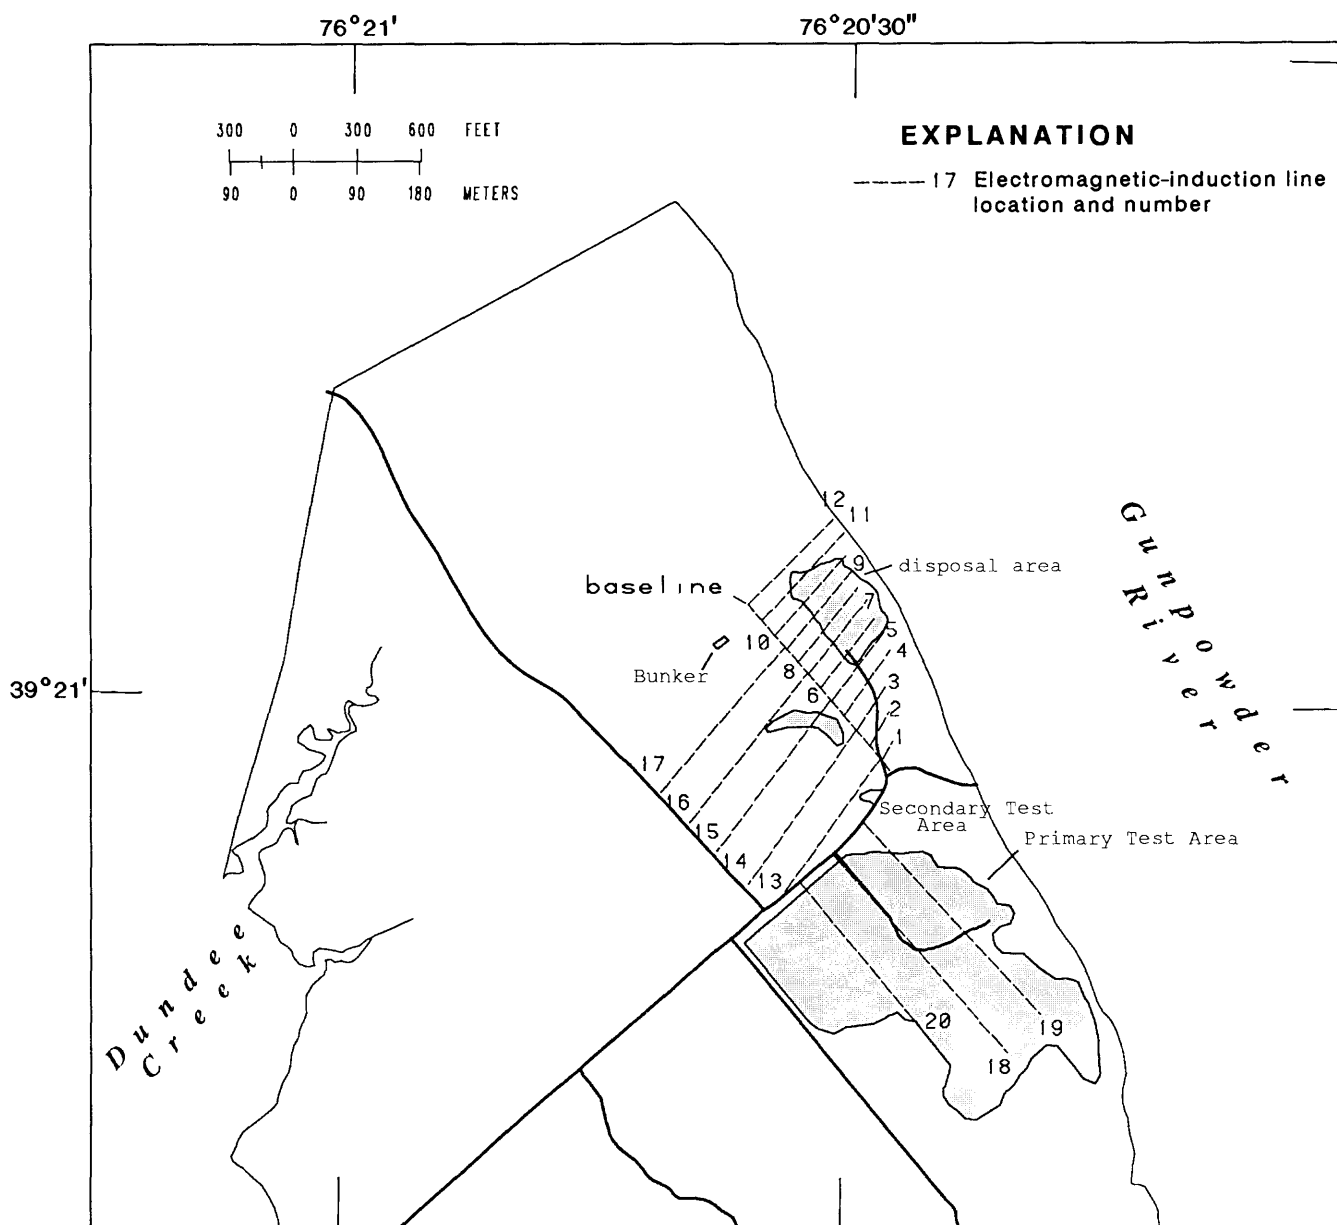 76°21' 76°20'30"
300 0 300 600 FEET
90 0 90 180 METERS
EXPLANATION
17 Electromagnetic-induction line
location and number
12
11
9
disposal area
baseline
7
5
10
4
Bunker
8
3
6
2
1
39°21'
Gunpowder
River
17
16
15
14
13
Secondary Test
Area
Primary Test Area
Dundee
Creek
20
19
18